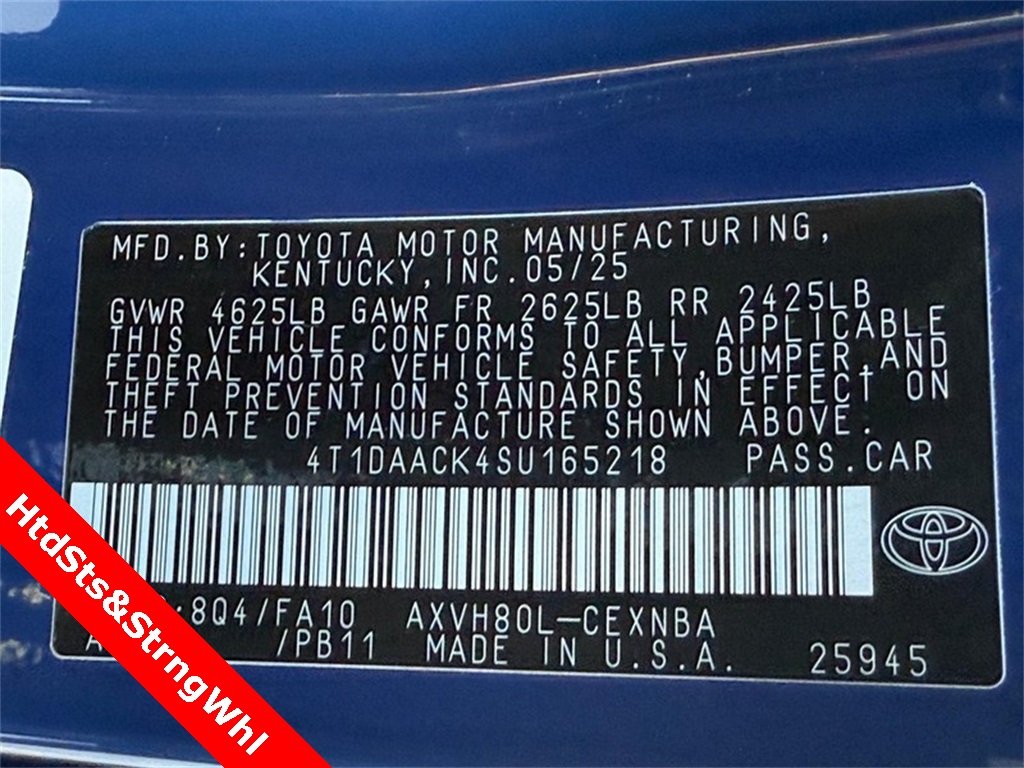 MFD.BY:TOYOTA MOTOR MANUFACTURING,
KENTUCKY,INC.05/25
GVWR 4625LB GAWR FR 2625LB RR 2425LB
THIS VEHICLE CONFORMS TO ALL APPLICABLE
FEDERAL MOTOR VEHICLE SAFETY,BUMPER,AND
THEFT PREVENTION STANDARDS IN EFFECT ON
THE DATE OF MANUFACTURE SHOWN ABOVE.
4T1DAACK4SU165218 PASS.CAR
:8Q4/FA10 AXVH80L-CEXNBA
A /PB11 MADE IN U.S.A. 25945
HtdSts&StrngWhl